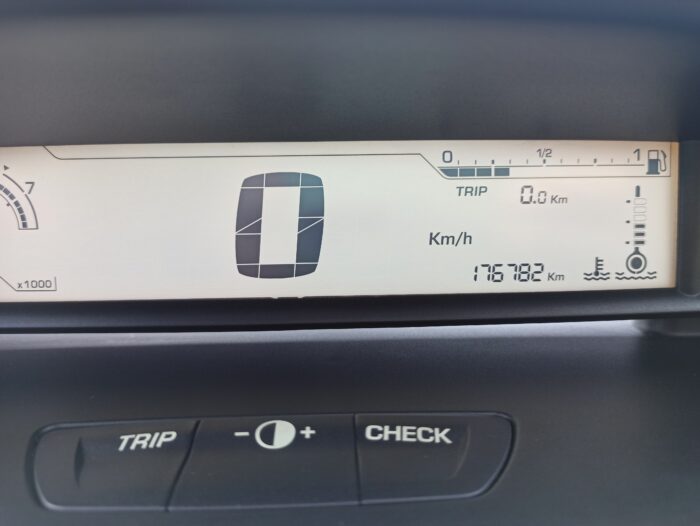 0 1/2 1
7
TRIP 0.0 Km
0
Km/h
176782 Km
x1000
TRIP - + CHECK